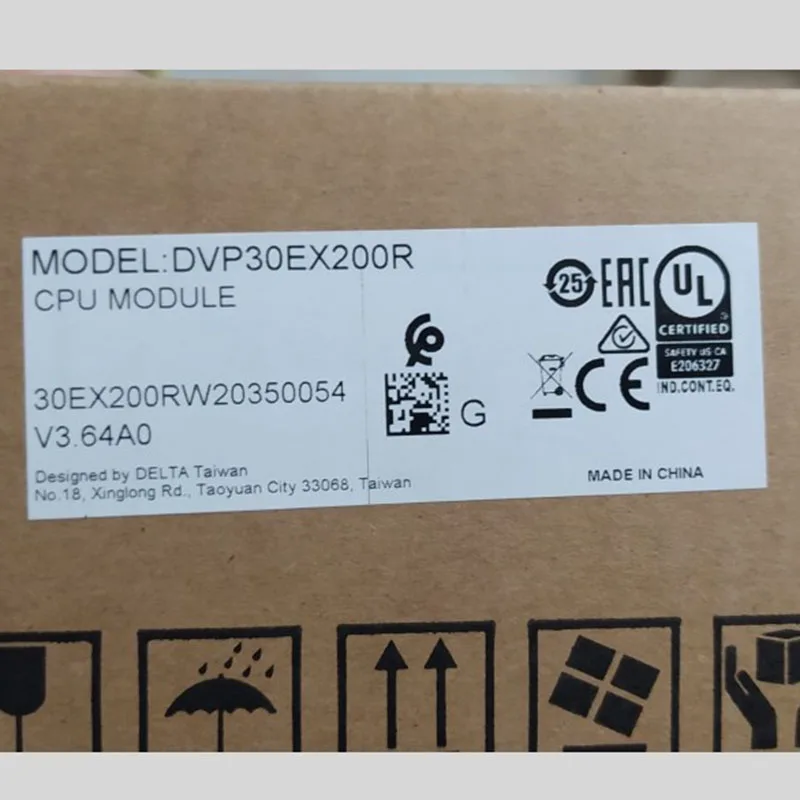 MODEL:DVP30EX200R
CPU MODULE
30EX200RW20350054
V3.64A0
Designed by DELTA Taiwan
No.18, Xinglong Rd., Taoyuan City 33068, Taiwan
G
25
EAC
UL
CERTIFIED
SAFETY US CA
E206327
IND.CONT.EQ.
CE
MADE IN CHINA